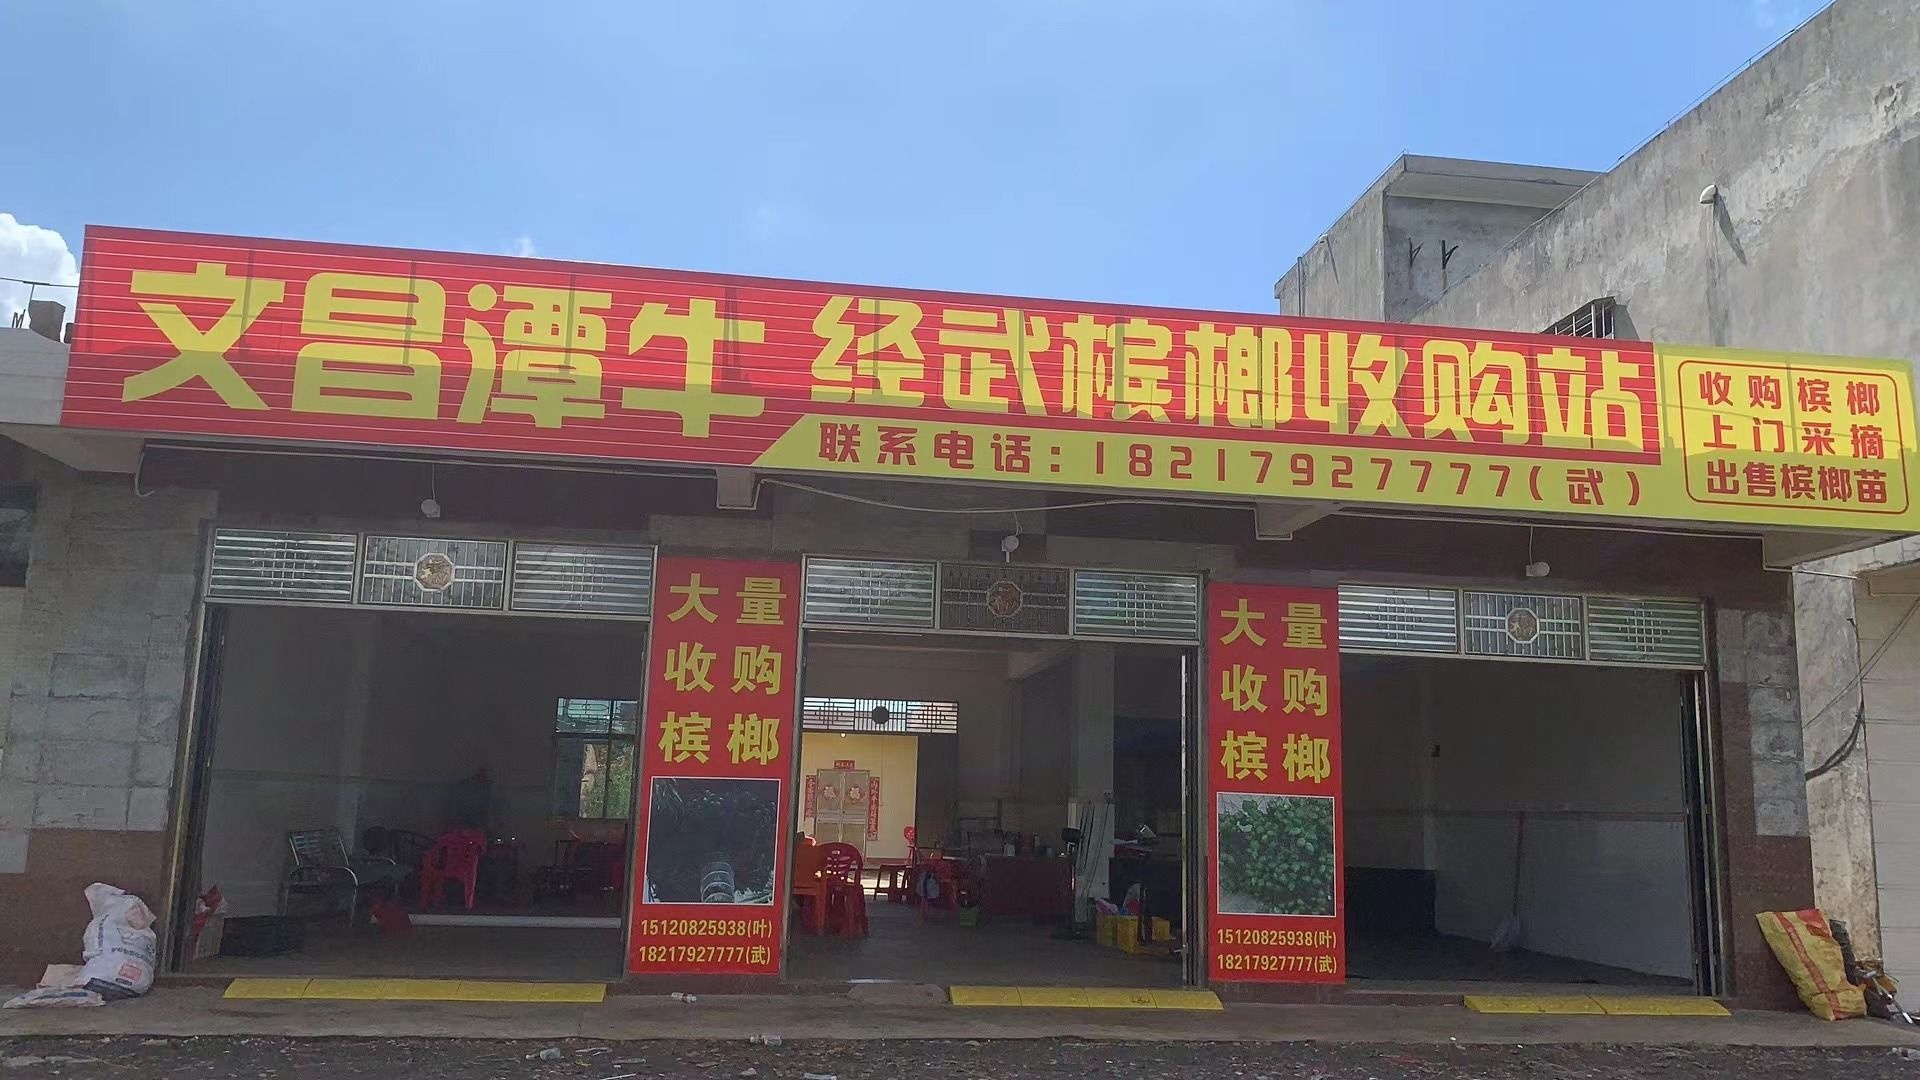 文昌潭牛 经武槟榔收购站
联系电话:18217927777(武)
收购槟榔
上门采摘
出售槟榔苗
大量
收购
槟榔
15120825938(叶)
18217927777(武)
大量
收购
槟榔
15120825938(叶)
18217927777(武)
福 福